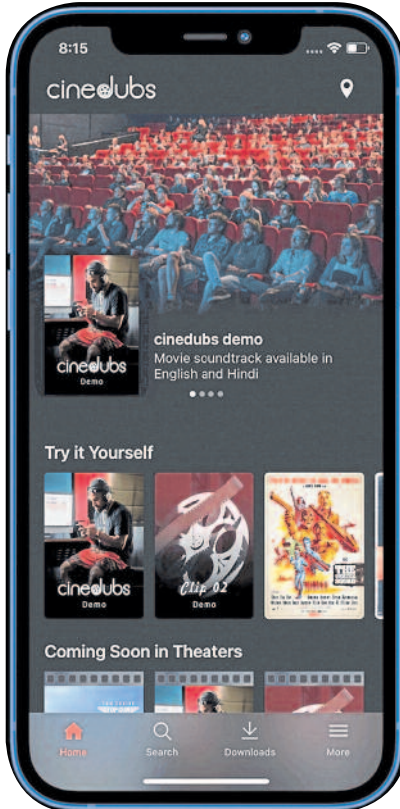 8:15
cinedubs
cinedubs
Demo
cinedubs demo
Movie soundtrack available in
English and Hindi
Try it Yourself
cinedubs
Demo
Clip 02
Demo
THE
Coming Soon in Theaters
Home
Search
Downloads
More